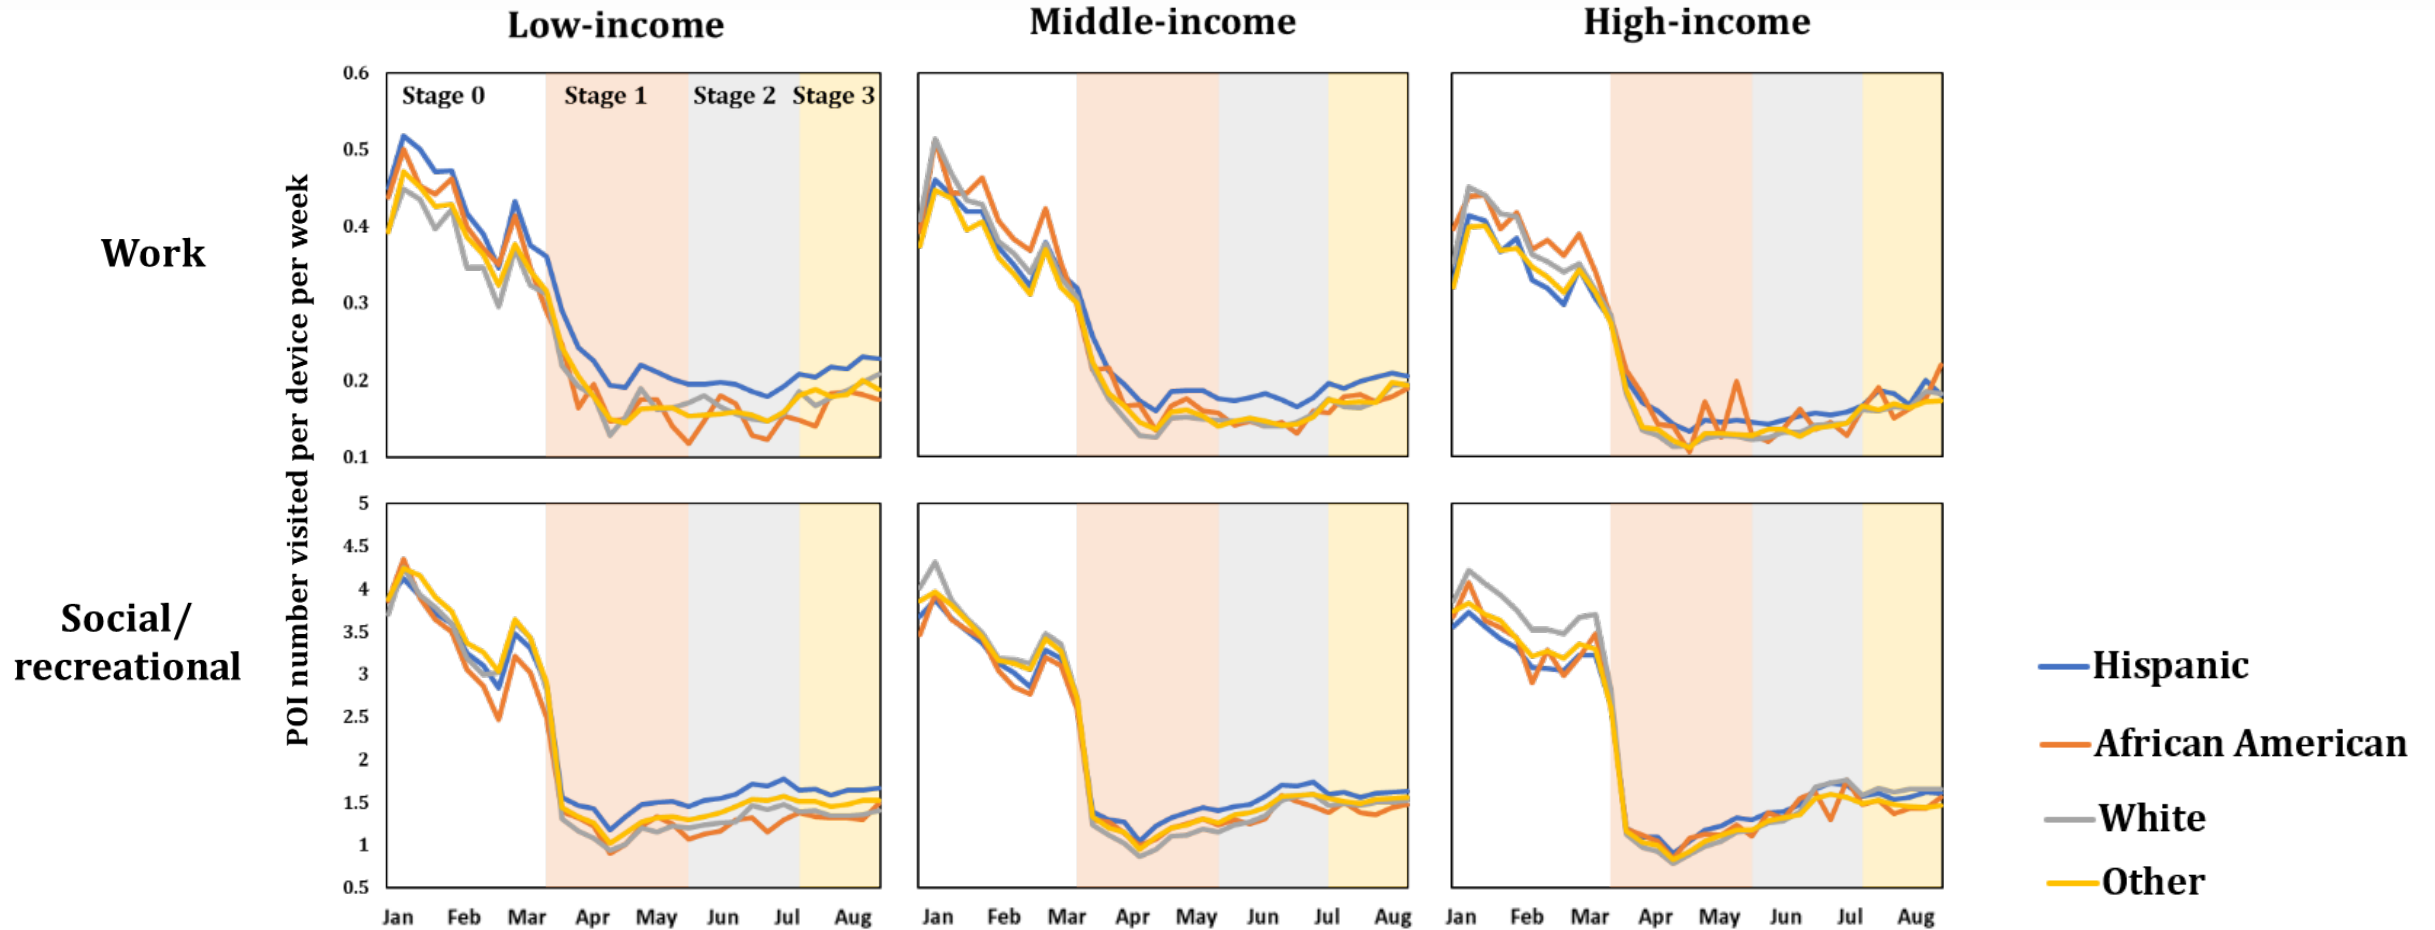 Low-income
Middle-income
High-income
Work
Social/
recreational
POI number visited per device per week
0.6
0.5
0.4
0.3
0.2
0.1
Stage 0
Stage 1
Stage 2
Stage 3
5
4.5
4
3.5
3
2.5
2
1.5
1
0.5
Jan Feb Mar Apr May Jun Jul Aug
Jan Feb Mar Apr May Jun Jul Aug
Jan Feb Mar Apr May Jun Jul Aug
Hispanic
African American
White
Other